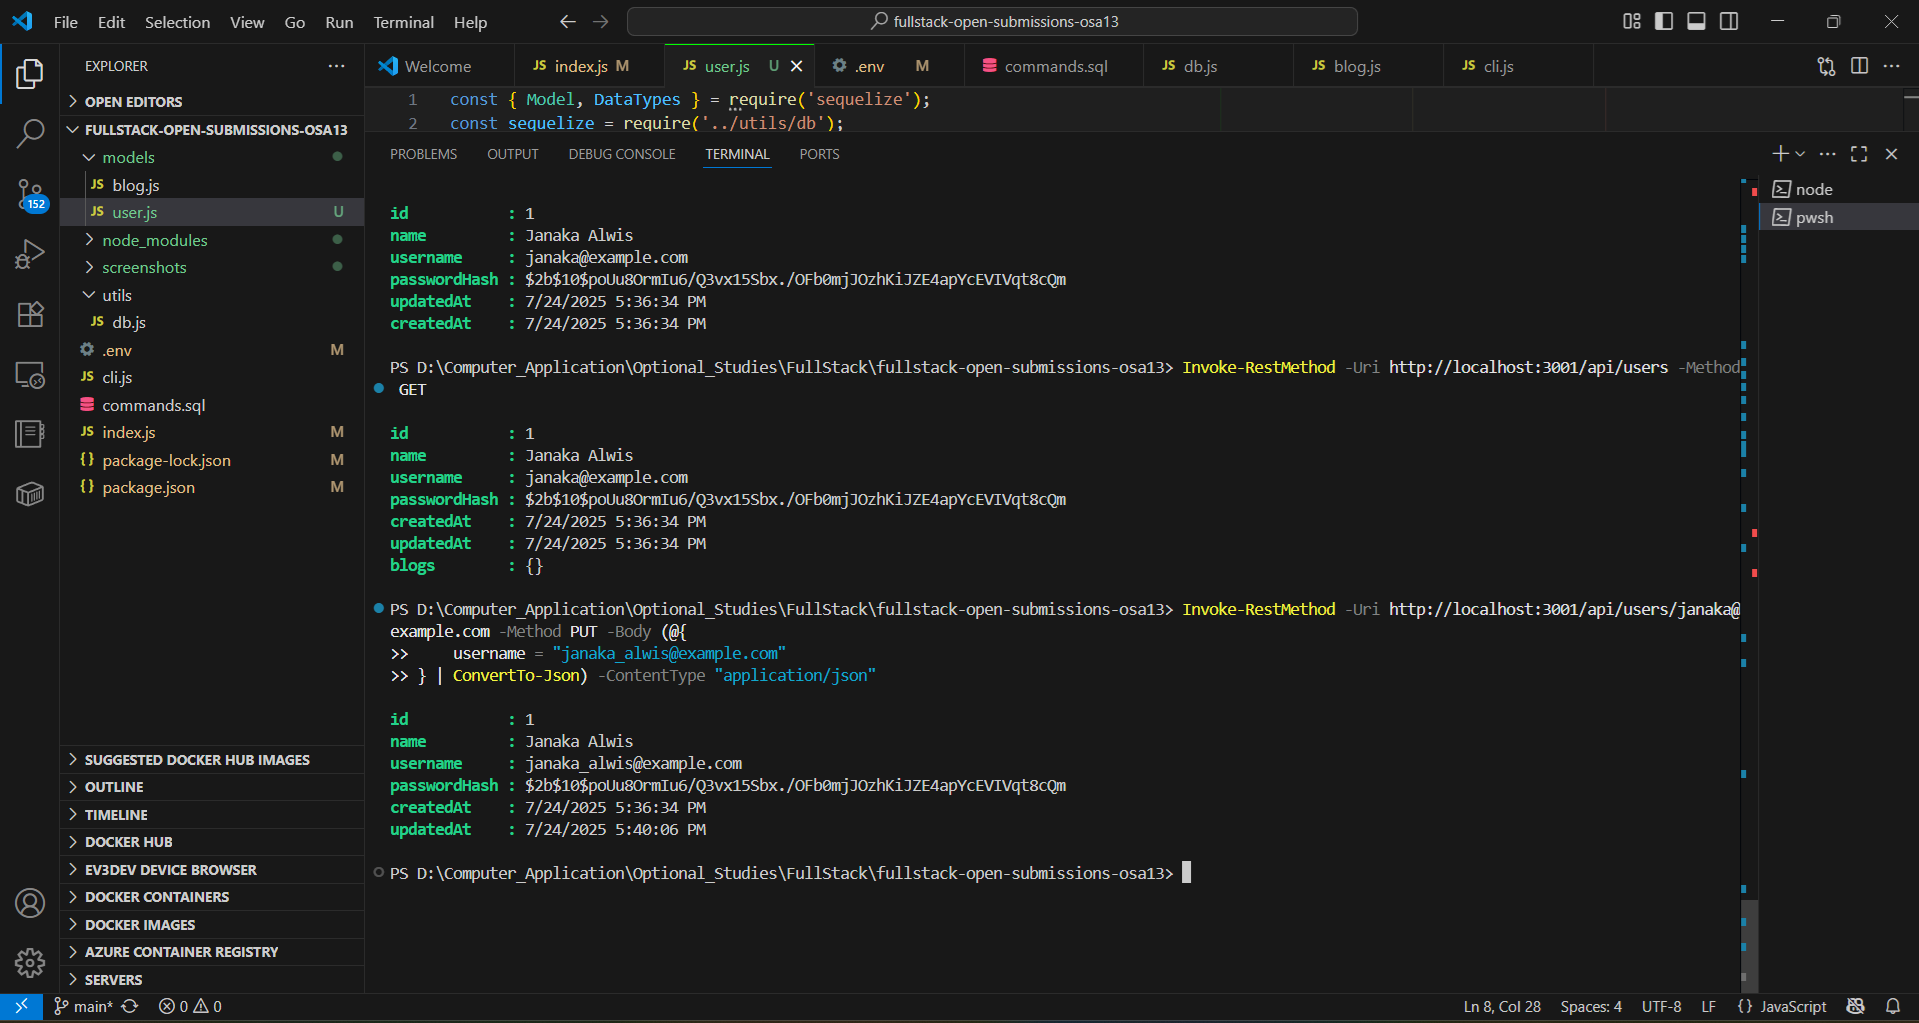 File Edit Selection View Go Run Terminal Help
fullstack-open-submissions-osa13
EXPLORER
OPEN EDITORS
FULLSTACK-OPEN-SUBMISSIONS-OSA13
models
JS blog.js
JS user.js U
node_modules
screenshots
utils
JS db.js
.env M
JS cli.js
commands.sql
JS index.js M
{} package-lock.json M
{} package.json M
SUGGESTED DOCKER HUB IMAGES
OUTLINE
TIMELINE
DOCKER HUB
EV3DEV DEVICE BROWSER
DOCKER CONTAINERS
DOCKER IMAGES
AZURE CONTAINER REGISTRY
SERVERS
152
Welcome
JS index.js M
JS user.js U
.env M
commands.sql
JS db.js
JS blog.js
JS cli.js
1 const { Model, DataTypes } = require('sequelize');
2 const sequelize = require('../utils/db');
PROBLEMS OUTPUT DEBUG CONSOLE TERMINAL PORTS
node
pwsh
id : 1
name : Janaka Alwis
username : janaka@example.com
passwordHash : $2b$10$poUu8OrmIu6/Q3vx15Sbx./OFb0mjJOzhKiJZE4apYcEVIVqt8cQm
updatedAt : 7/24/2025 5:36:34 PM
createdAt : 7/24/2025 5:36:34 PM
PS D:\Computer_Application\Optional_Studies\FullStack\fullstack-open-submissions-osa13> Invoke-RestMethod -Uri http://localhost:3001/api/users -Method
GET
id : 1
name : Janaka Alwis
username : janaka@example.com
passwordHash : $2b$10$poUu8OrmIu6/Q3vx15Sbx./OFb0mjJOzhKiJZE4apYcEVIVqt8cQm
createdAt : 7/24/2025 5:36:34 PM
updatedAt : 7/24/2025 5:36:34 PM
blogs : {}
PS D:\Computer_Application\Optional_Studies\FullStack\fullstack-open-submissions-osa13> Invoke-RestMethod -Uri http://localhost:3001/api/users/janaka@
example.com -Method PUT -Body (@{
>> username = "janaka_alwis@example.com"
>> } | ConvertTo-Json) -ContentType "application/json"
id : 1
name : Janaka Alwis
username : janaka_alwis@example.com
passwordHash : $2b$10$poUu8OrmIu6/Q3vx15Sbx./OFb0mjJOzhKiJZE4apYcEVIVqt8cQm
createdAt : 7/24/2025 5:36:34 PM
updatedAt : 7/24/2025 5:40:06 PM
PS D:\Computer_Application\Optional_Studies\FullStack\fullstack-open-submissions-osa13>
main* 0 0
Ln 8, Col 28 Spaces: 4 UTF-8 LF {} JavaScript